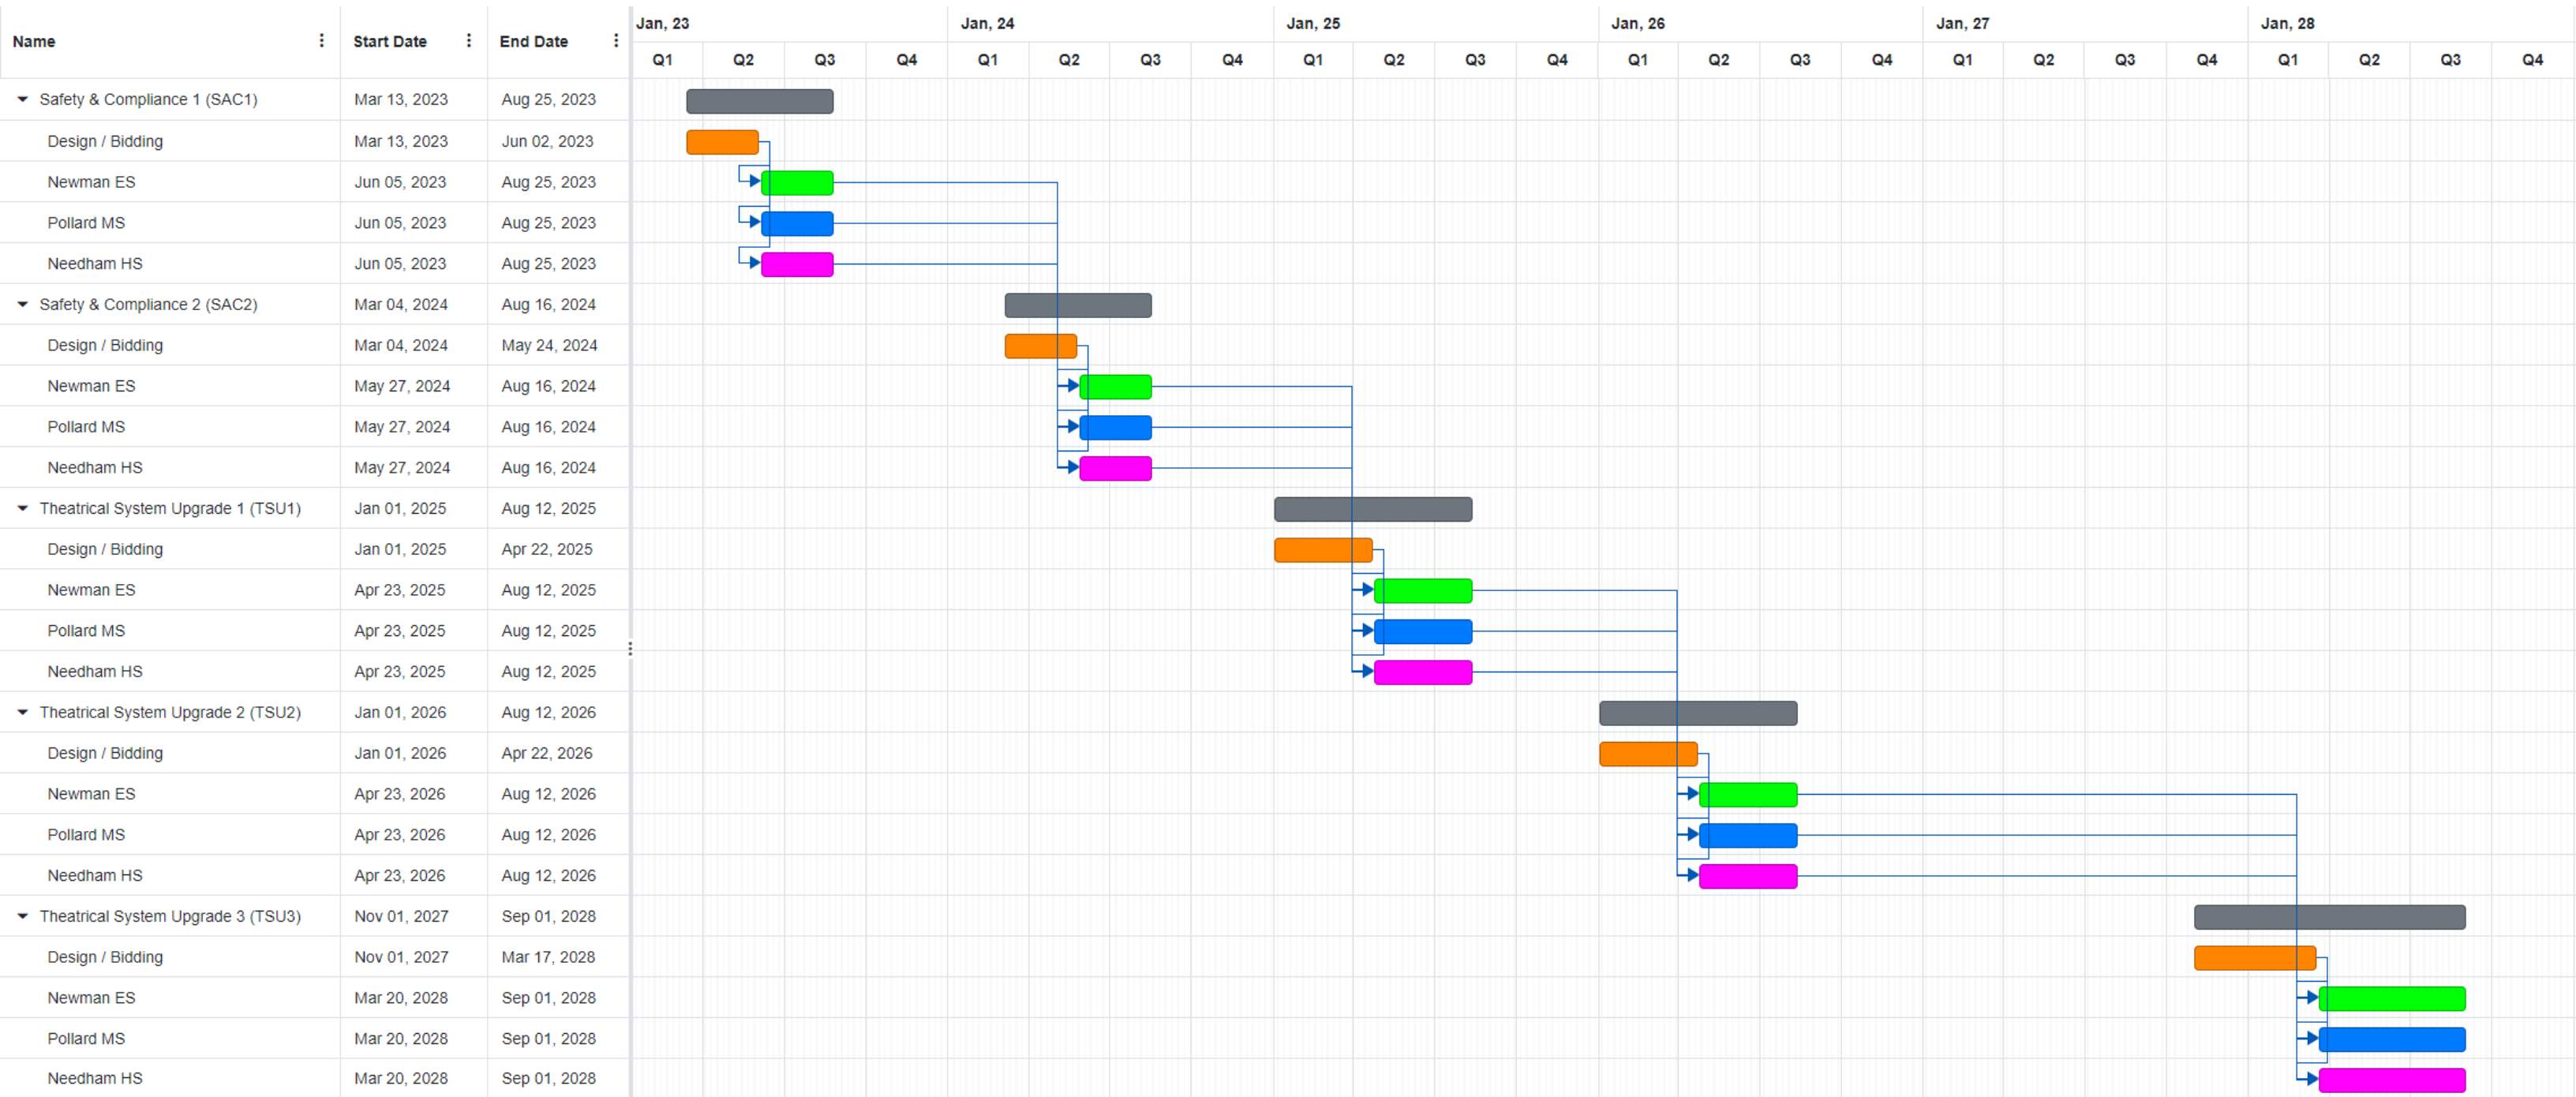 Name Start Date End Date
Jan, 23 Jan, 24 Jan, 25 Jan, 26 Jan, 27 Jan, 28
Q1 Q2 Q3 Q4 Q1 Q2 Q3 Q4 Q1 Q2 Q3 Q4 Q1 Q2 Q3 Q4 Q1 Q2 Q3 Q4 Q1 Q2 Q3 Q4
Safety & Compliance 1 (SAC1) Mar 13, 2023 Aug 25, 2023
Design / Bidding Mar 13, 2023 Jun 02, 2023
Newman ES Jun 05, 2023 Aug 25, 2023
Pollard MS Jun 05, 2023 Aug 25, 2023
Needham HS Jun 05, 2023 Aug 25, 2023
Safety & Compliance 2 (SAC2) Mar 04, 2024 Aug 16, 2024
Design / Bidding Mar 04, 2024 May 24, 2024
Newman ES May 27, 2024 Aug 16, 2024
Pollard MS May 27, 2024 Aug 16, 2024
Needham HS May 27, 2024 Aug 16, 2024
Theatrical System Upgrade 1 (TSU1) Jan 01, 2025 Aug 12, 2025
Design / Bidding Jan 01, 2025 Apr 22, 2025
Newman ES Apr 23, 2025 Aug 12, 2025
Pollard MS Apr 23, 2025 Aug 12, 2025
Needham HS Apr 23, 2025 Aug 12, 2025
Theatrical System Upgrade 2 (TSU2) Jan 01, 2026 Aug 12, 2026
Design / Bidding Jan 01, 2026 Apr 22, 2026
Newman ES Apr 23, 2026 Aug 12, 2026
Pollard MS Apr 23, 2026 Aug 12, 2026
Needham HS Apr 23, 2026 Aug 12, 2026
Theatrical System Upgrade 3 (TSU3) Nov 01, 2027 Sep 01, 2028
Design / Bidding Nov 01, 2027 Mar 17, 2028
Newman ES Mar 20, 2028 Sep 01, 2028
Pollard MS Mar 20, 2028 Sep 01, 2028
Needham HS Mar 20, 2028 Sep 01, 2028